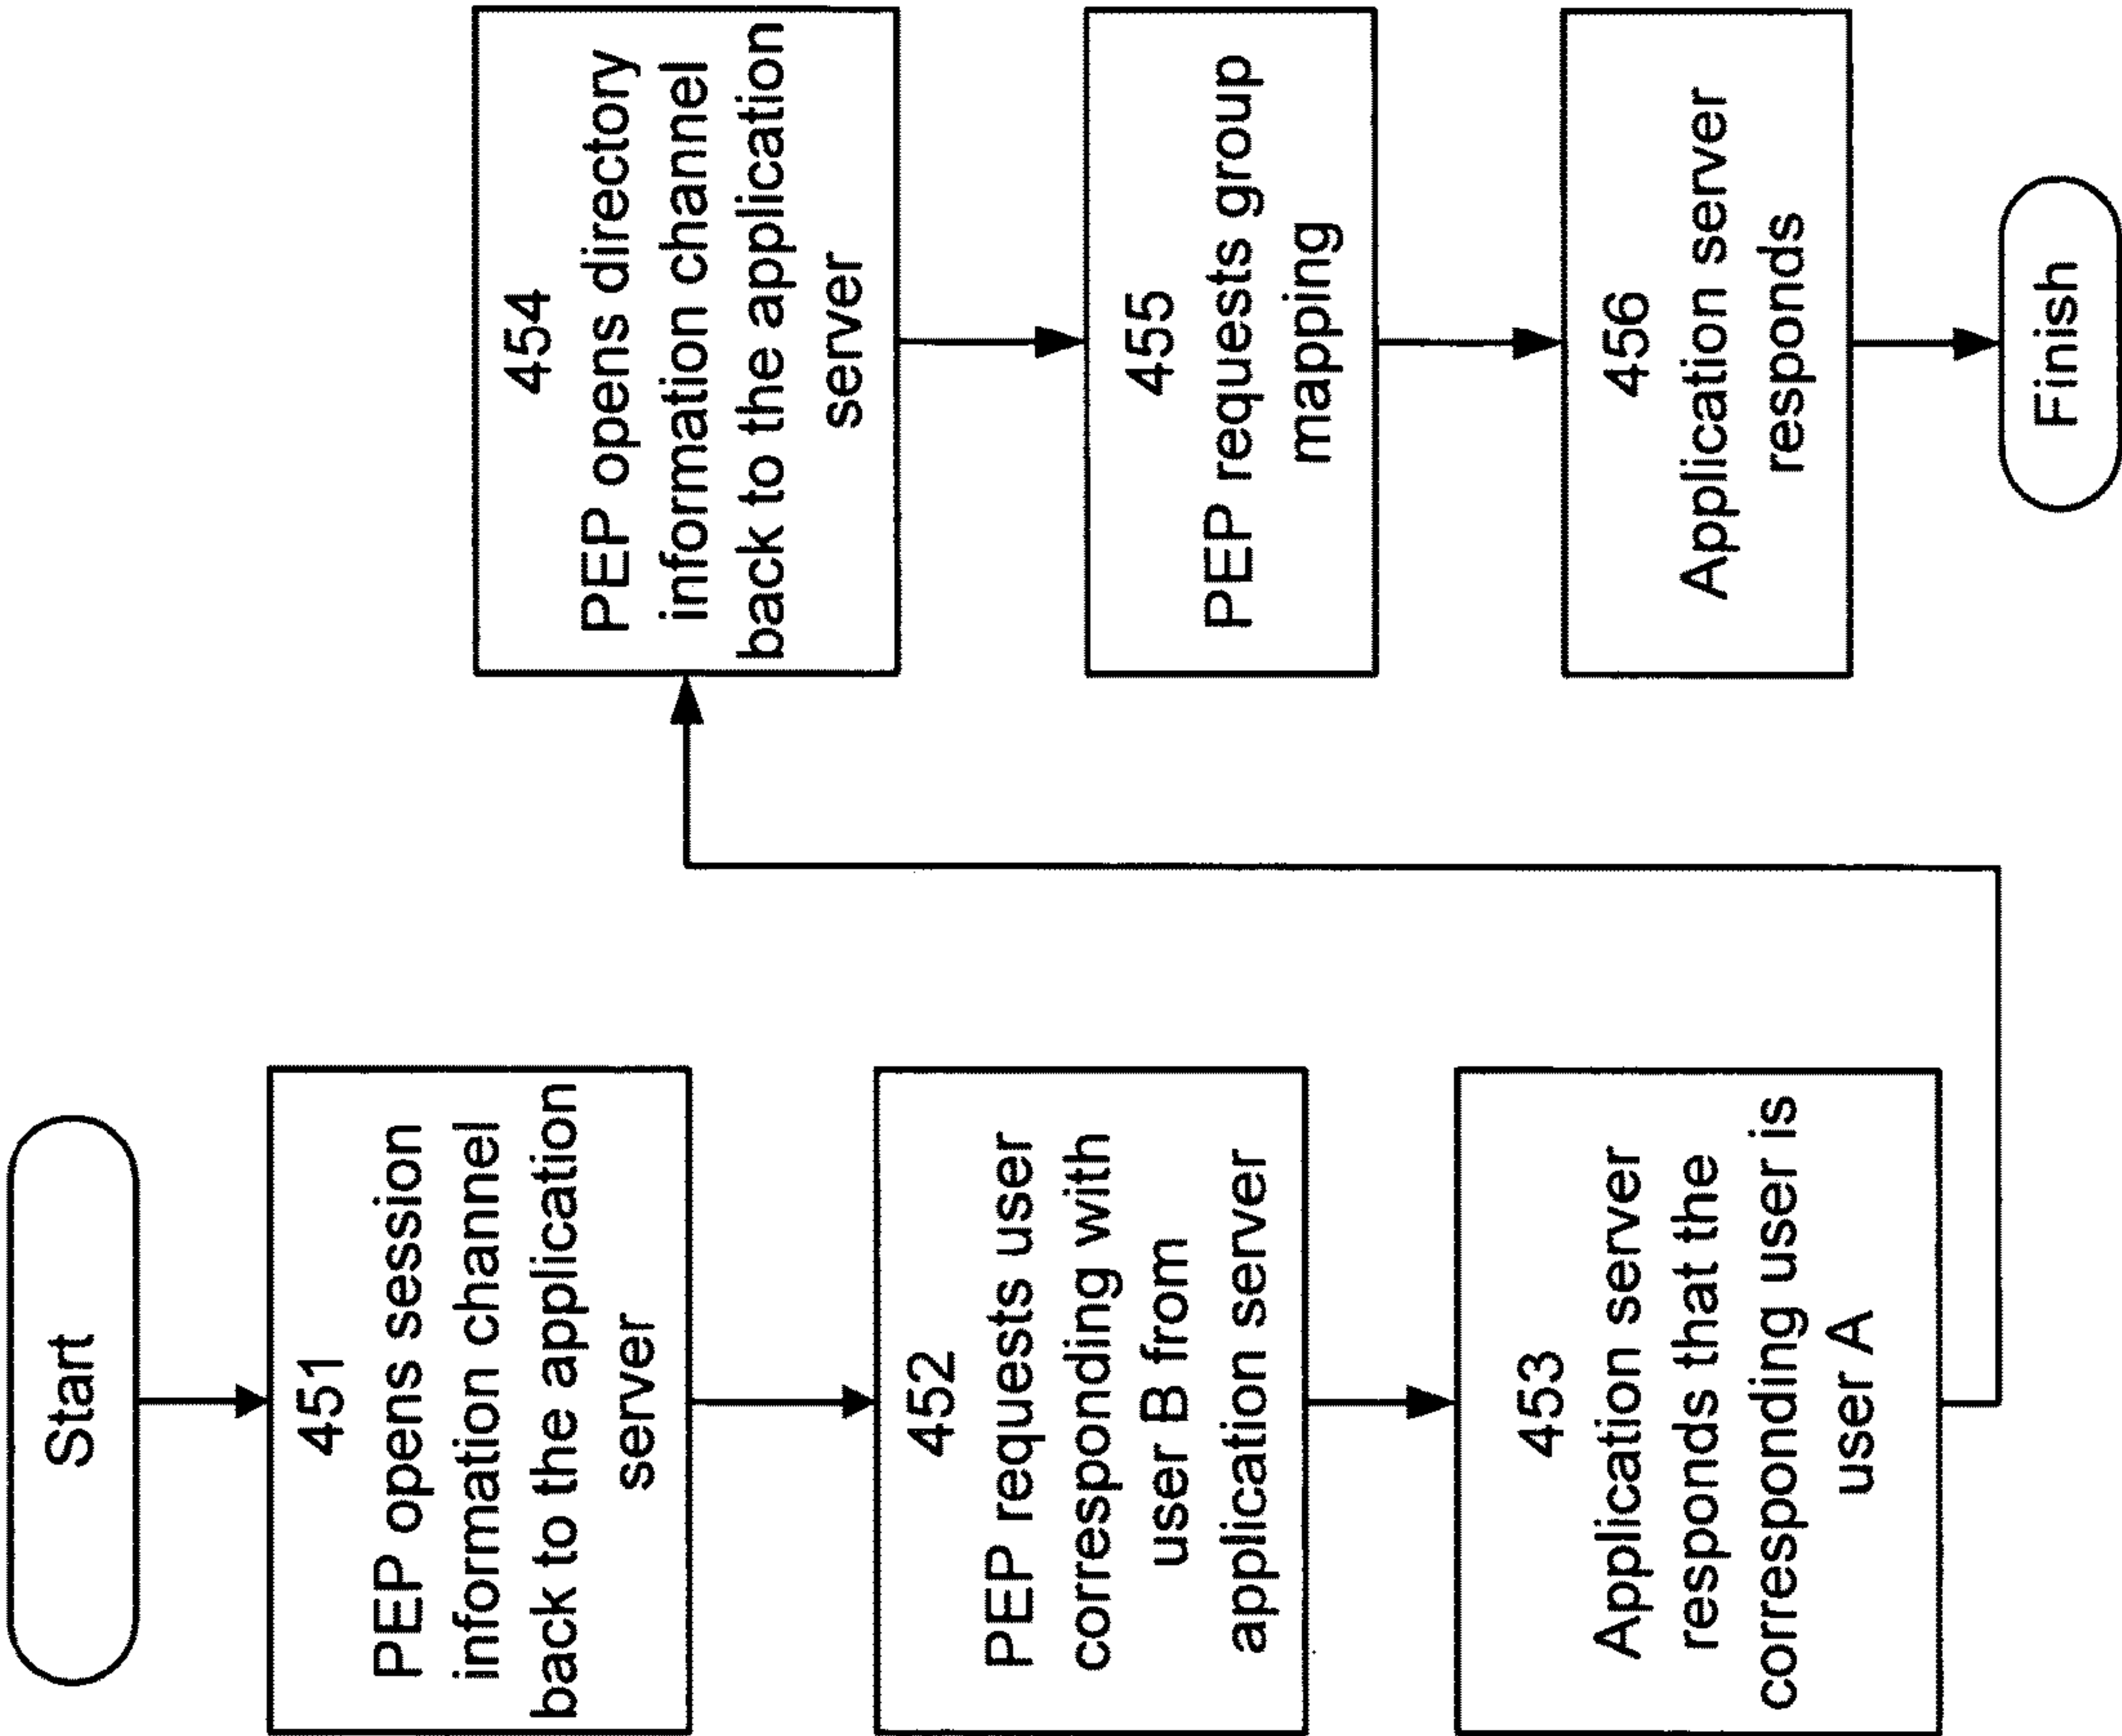 Start
451
PEP opens session
information channel
back to the application
server
452
PEP requests user
corresponding with
user B from
application server
453
Application server
responds that the
corresponding user is
user A
454
PEP opens directory
information channel
back to the application
server
455
PEP requests group
mapping
456
Application server
responds
Finish